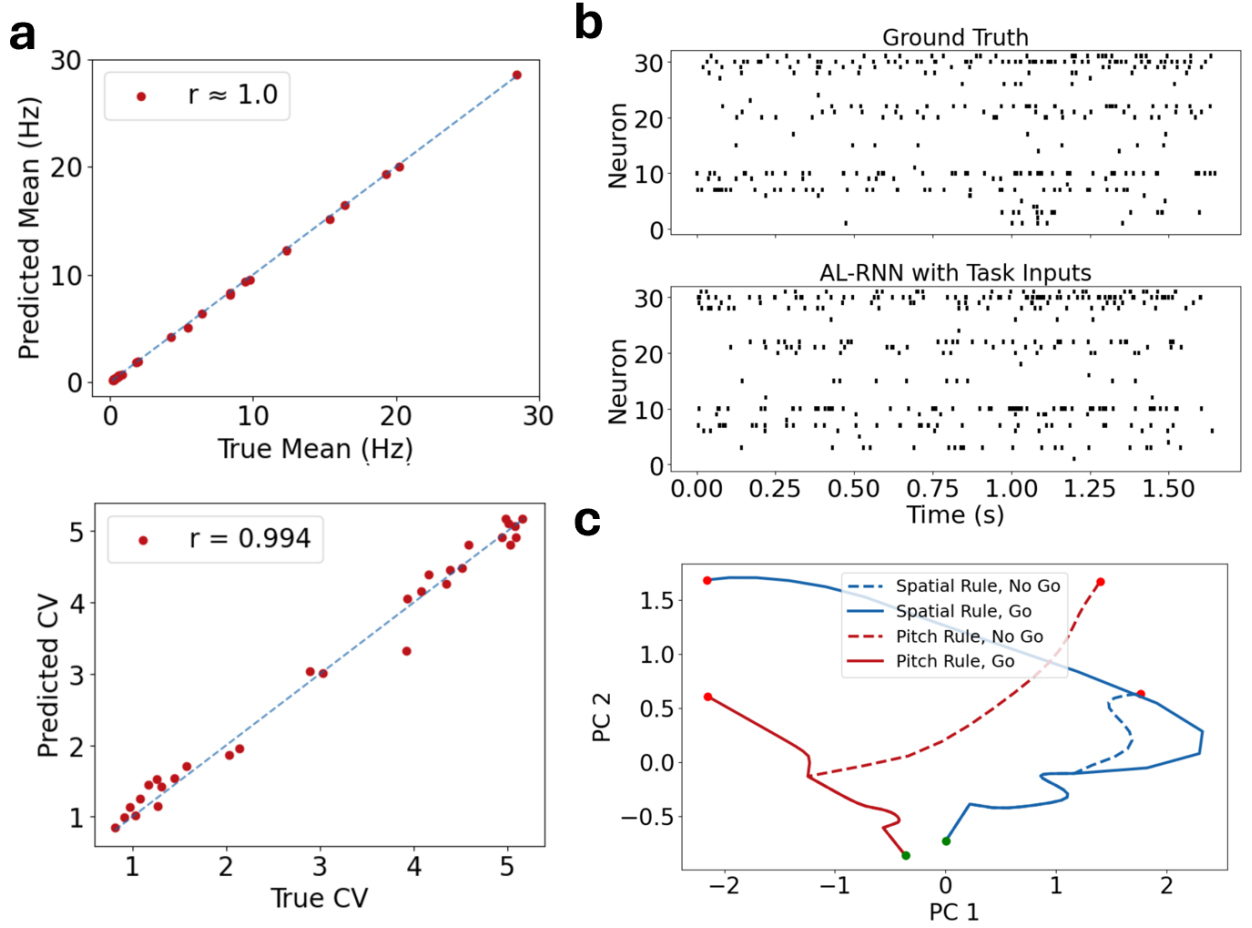 a
30
20
10
0
Predicted Mean (Hz)
r ≈ 1.0
0 10 20 30
True Mean (Hz)
5
4
3
2
1
Predicted CV
r = 0.994
1 2 3 4 5
True CV
b
Ground Truth
30
20
10
0
Neuron
AL-RNN with Task Inputs
30
20
10
0
Neuron
0.00 0.25 0.50 0.75 1.00 1.25 1.50
Time (s)
c
1.5
1.0
0.5
0.0
−0.5
PC 2
Spatial Rule, No Go
Spatial Rule, Go
Pitch Rule, No Go
Pitch Rule, Go
−2 −1 0 1 2
PC 1